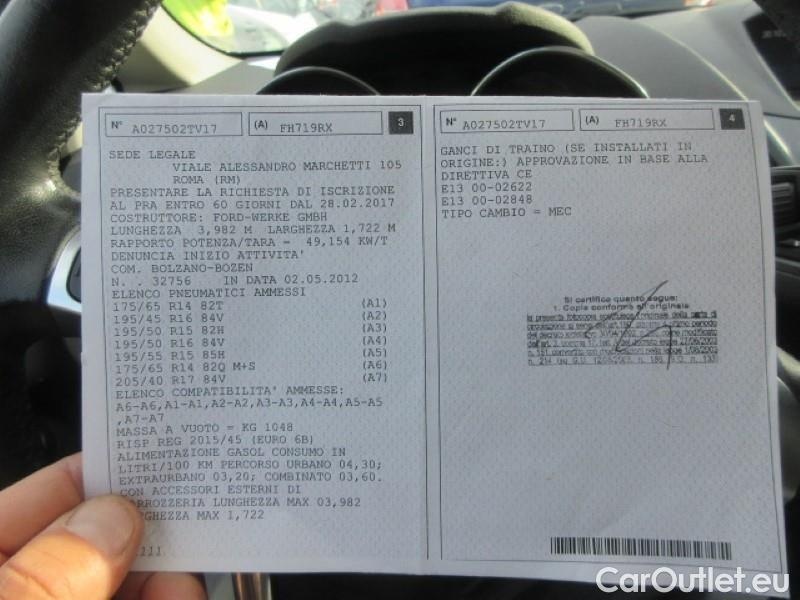 N° A027502TV17 (A) FH719RX 3
SEDE LEGALE
VIALE ALESSANDRO MARCHETTI 105
ROMA (RM)
PRESENTARE LA RICHIESTA DI ISCRIZIONE
AL PRA ENTRO 60 GIORNI DAL 28.02.2017
COSTRUTTORE: FORD-WERKE GMBH
LUNGHEZZA 3,982 M LARGHEZZA 1,722 M
RAPPORTO POTENZA/TARA = 49,154 KW/T
DENUNCIA INIZIO ATTIVITA'
COM. BOLZANO-BOZEN
N. . 32756 IN DATA 02.05.2012
ELENCO PNEUMATICI AMMESSI
175/65 R14 82T (A1)
195/45 R16 84V (A2)
195/50 R15 82H (A3)
195/50 R16 84V (A4)
195/55 R15 85H (A5)
175/65 R14 82Q M+S (A6)
205/40 R17 84V (A7)
ELENCO COMPATIBILITA' AMMESSE:
A6-A6,A1-A1,A2-A2,A3-A3,A4-A4,A5-A5
,A7-A7
MASSA A VUOTO = KG 1048
RISP REG 2015/45 (EURO 6B)
ALIMENTAZIONE GASOL CONSUMO IN
LITRI/100 KM PERCORSO URBANO 04,30;
EXTRAURBANO 03,20; COMBINATO 03,60.
CON ACCESSORI ESTERNI DI
CARROZZERIA LUNGHEZZA MAX 03,982
LARGHEZZA MAX 1,722
N° A027502TV17 (A) FH719RX 4
GANCI DI TRAINO (SE INSTALLATI IN
ORIGINE:) APPROVAZIONE IN BASE ALLA
DIRETTIVA CE
E13 00-02622
E13 00-02848
TIPO CAMBIO = MEC
Si certifica quanto segue:
1. Copia conforme all'originale
la presente fotocopia sostituisce l'originale della carta di
CarOutlet.eu